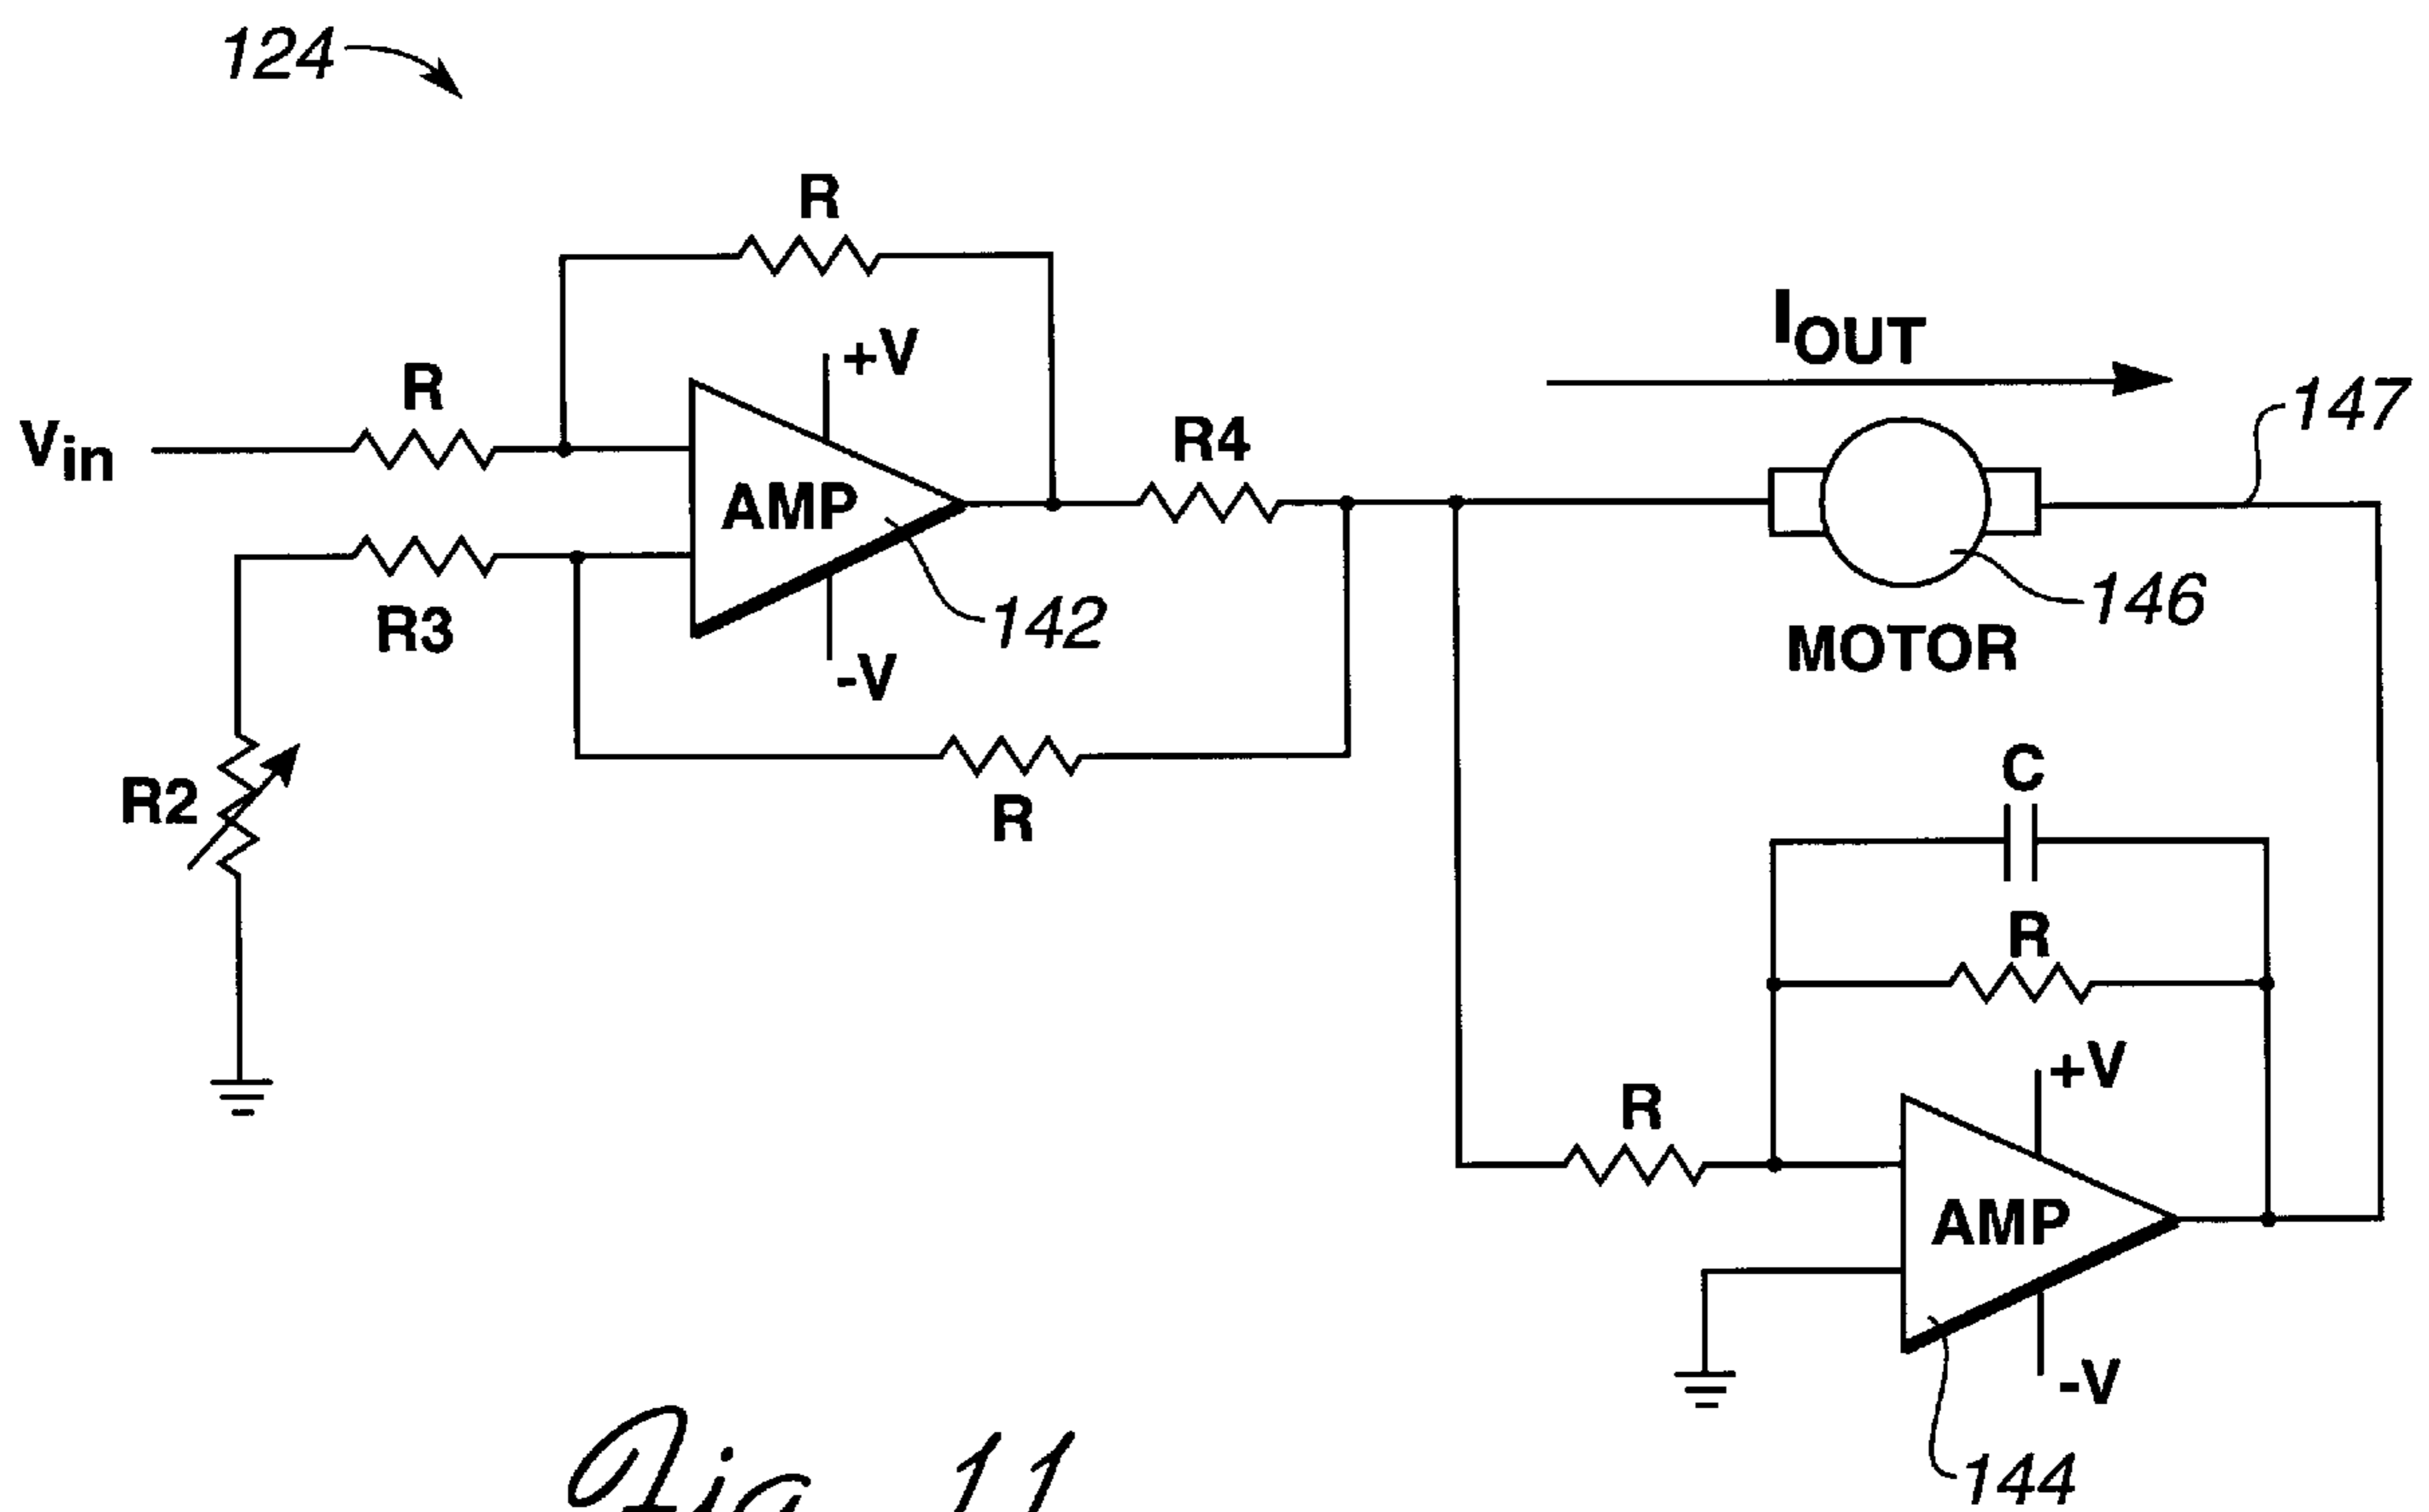 124
R
+V
IOUT
147
R
Vin
R4
AMP
R3
142
146
MOTOR
-V
R2
R
C
R
+V
R
AMP
-V
144
Fig. 11